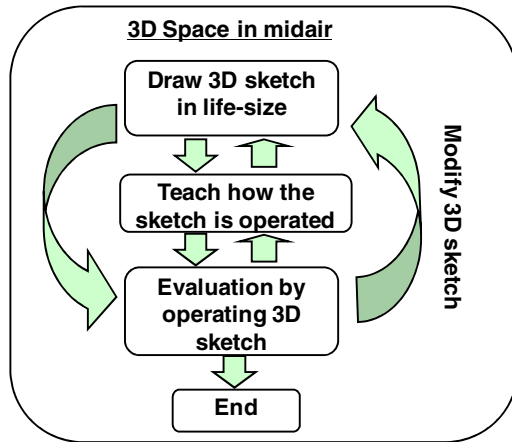 3D Space in midair
Draw 3D sketch
in life-size
Teach how the
sketch is operated
Evaluation by
operating 3D
sketch
End
Modify 3D sketch